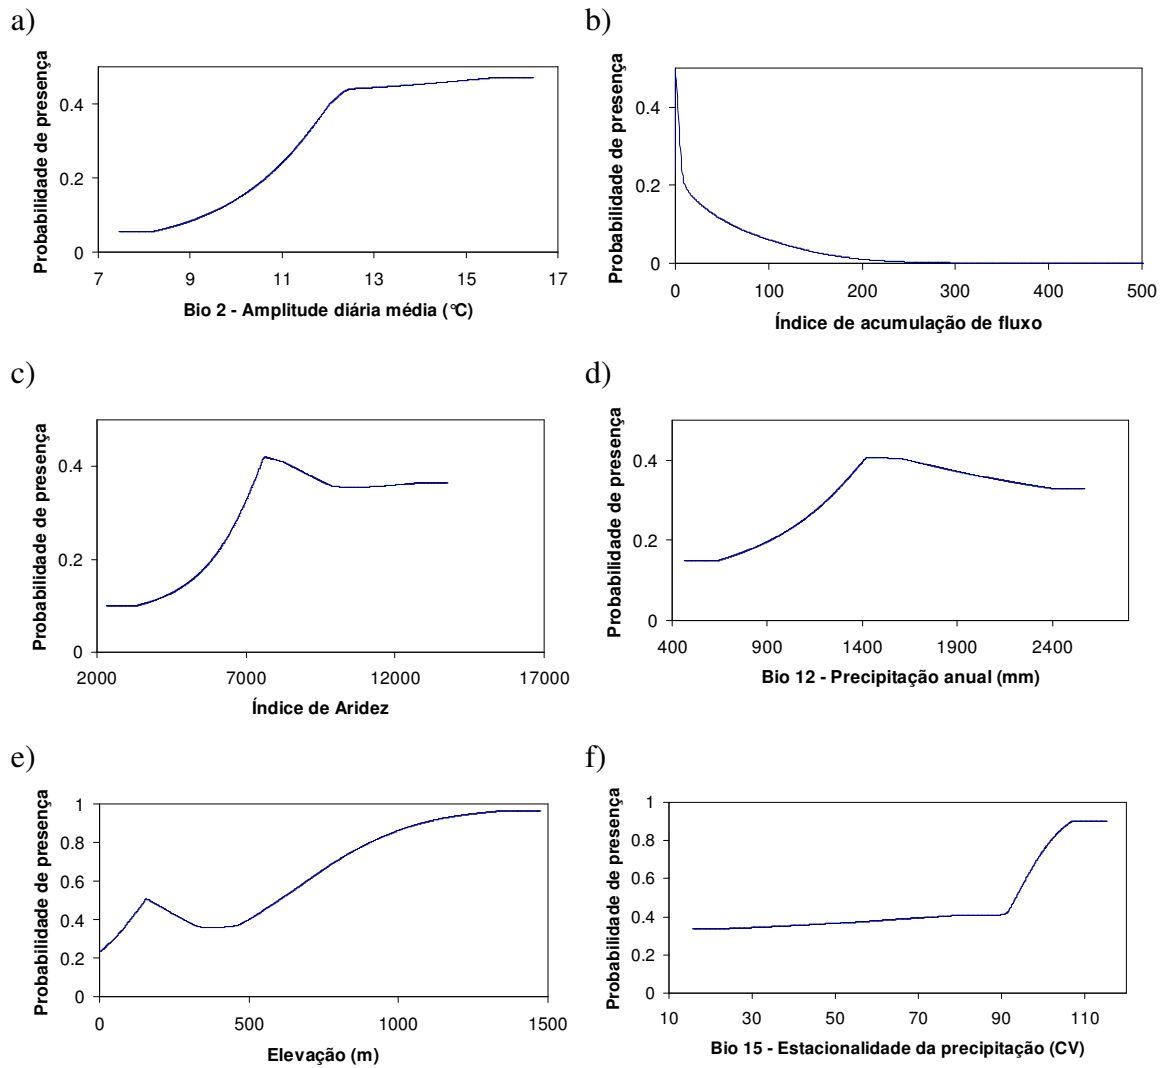 a)
Probabilidade de presença
0.4
0.2
0
7 9 11 13 15 17
Bio 2 - Amplitude diária média (°C)
b)
Probabilidade de presença
0.4
0.2
0
0 100 200 300 400 500
Índice de acumulação de fluxo
c)
Probabilidade de presença
0.4
0.2
0
2000 7000 12000 17000
Índice de Aridez
d)
Probabilidade de presença
0.4
0.2
0
400 900 1400 1900 2400
Bio 12 - Precipitação anual (mm)
e)
Probabilidade de presença
1
0.8
0.6
0.4
0.2
0
0 500 1000 1500
Elevação (m)
f)
Probabilidade de presença
1
0.8
0.6
0.4
0.2
0
10 30 50 70 90 110
Bio 15 - Estacionalidade da precipitação (CV)